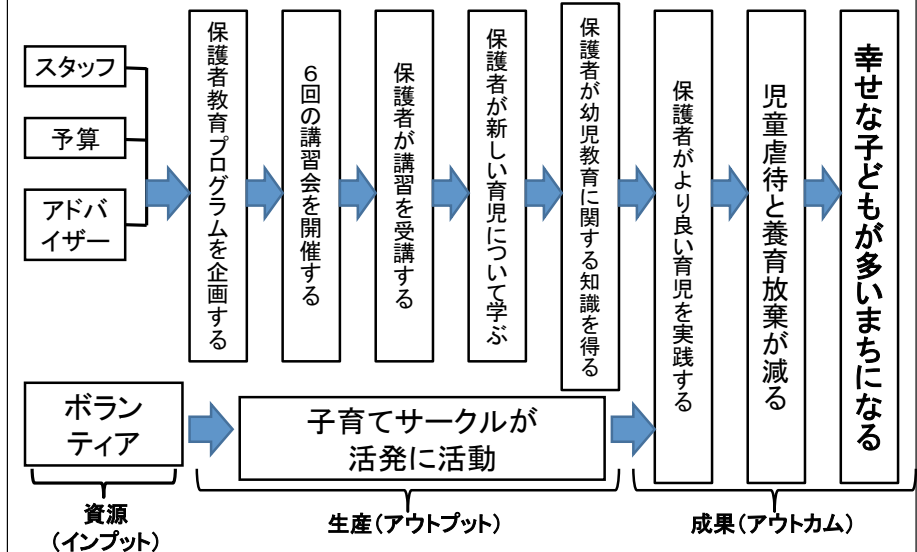 スタッフ
予算
アドバ
イザー
保護者教育プログラムを企画する
６回の講習会を開催する
保護者が講習を受講する
保護者が新しい育児について学ぶ
保護者が幼児教育に関する知識を得る
保護者がより良い育児を実践する
児童虐待と養育放棄が減る
幸せな子どもが多いまちになる
ボラン
ティア
子育てサークルが
活発に活動
資源
（インプット）
生産（アウトプット）
成果（アウトカム）